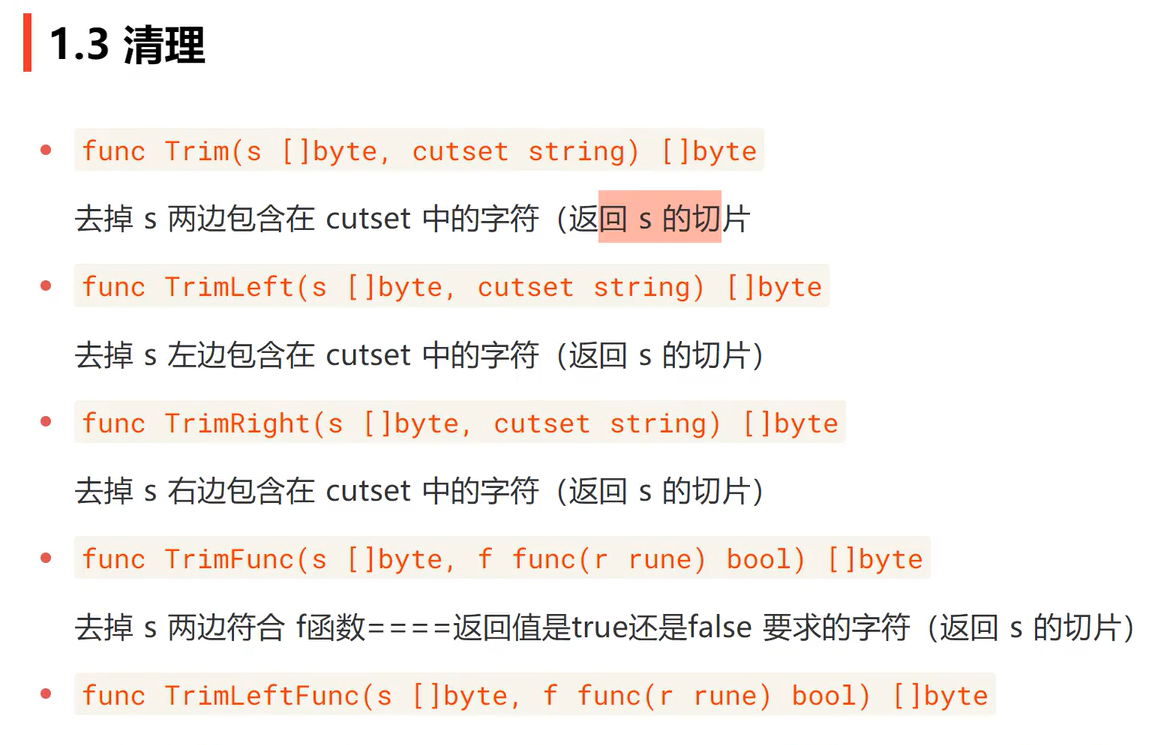 1.3 清理
func Trim(s []byte, cutset string) []byte
去掉 s 两边包含在 cutset 中的字符（返回 s 的切片
func TrimLeft(s []byte, cutset string) []byte
去掉 s 左边包含在 cutset 中的字符（返回 s 的切片）
func TrimRight(s []byte, cutset string) []byte
去掉 s 右边包含在 cutset 中的字符（返回 s 的切片）
func TrimFunc(s []byte, f func(r rune) bool) []byte
去掉 s 两边符合 f函数====返回值是true还是false 要求的字符（返回 s 的切片）
func TrimLeftFunc(s []byte, f func(r rune) bool) []byte